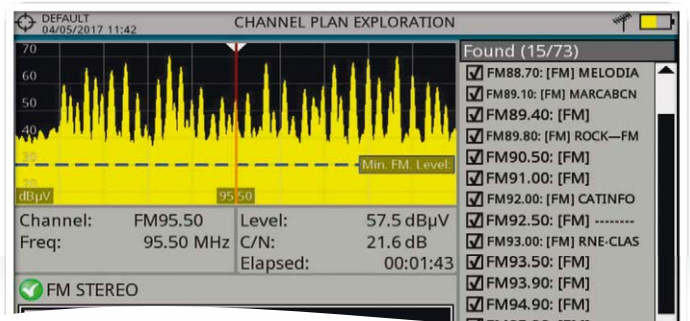 DEFAULT
04/05/2017 11:42
CHANNEL PLAN EXPLORATION
70
60
50
40
30
20
Min. FM. Level:
dBµV
95.50
Found (15/73)
FM88.70: [FM] MELODIA
FM89.10: [FM] MARCABCN
FM89.40: [FM]
FM89.80: [FM] ROCK—FM
FM90.50: [FM]
FM91.00: [FM]
FM92.00: [FM] CATINFO
FM92.50: [FM] --------
FM93.00: [FM] RNE-CLAS
FM93.50: [FM]
FM93.90: [FM]
FM94.90: [FM]
Channel: FM95.50
Freq: 95.50 MHz
Level: 57.5 dBµV
C/N: 21.6 dB
Elapsed: 00:01:43
FM STEREO